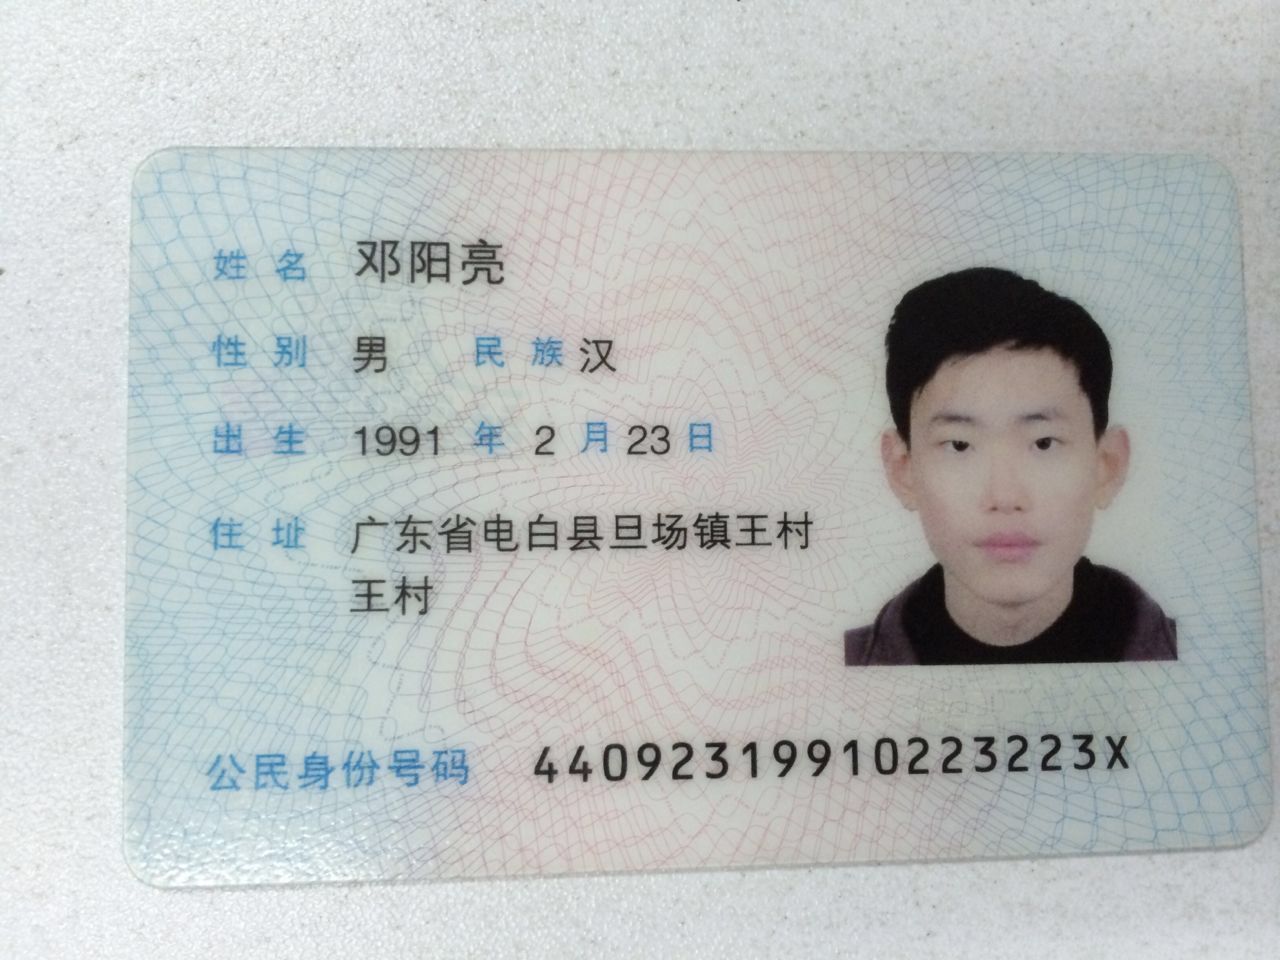 姓名 邓阳亮
性别 男 民族 汉
出生 1991 年 2 月 23 日
住址 广东省电白县旦场镇王村
王村
公民身份号码 44092319910223223X